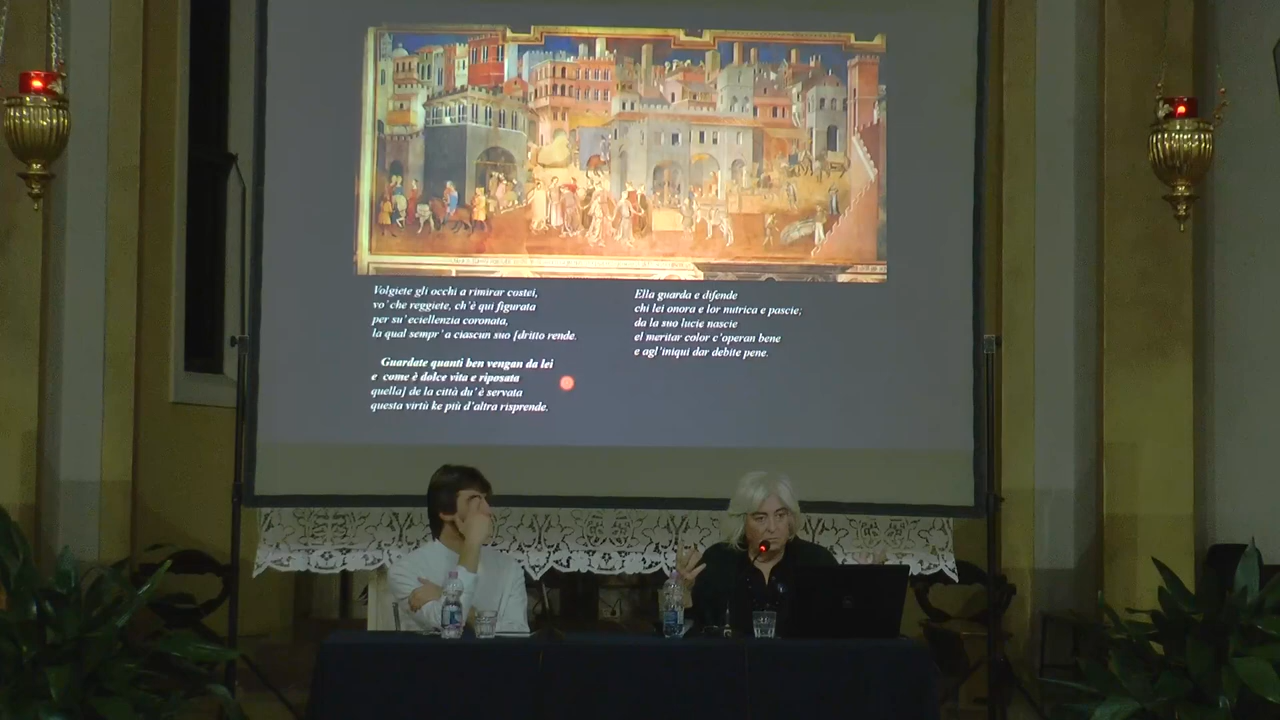 Volgiete gli occhi a rimirar costei,
vo' che reggiete, ch'è qui figurata
per su' eciellenzia coronata,
la qual sempr' a ciascun suo [dritto rende.
Guardate quanti ben vengan da lei
e come è dolce vita e riposata
quella] de la città du' è servata
questa virtù ke più d'altra risprende.
Ella guarda e difende
chi lei onora e lor nutrica e pascie;
da la suo lucie nascie
el meritar color c'operan bene
e agl'iniqui dar debite pene.